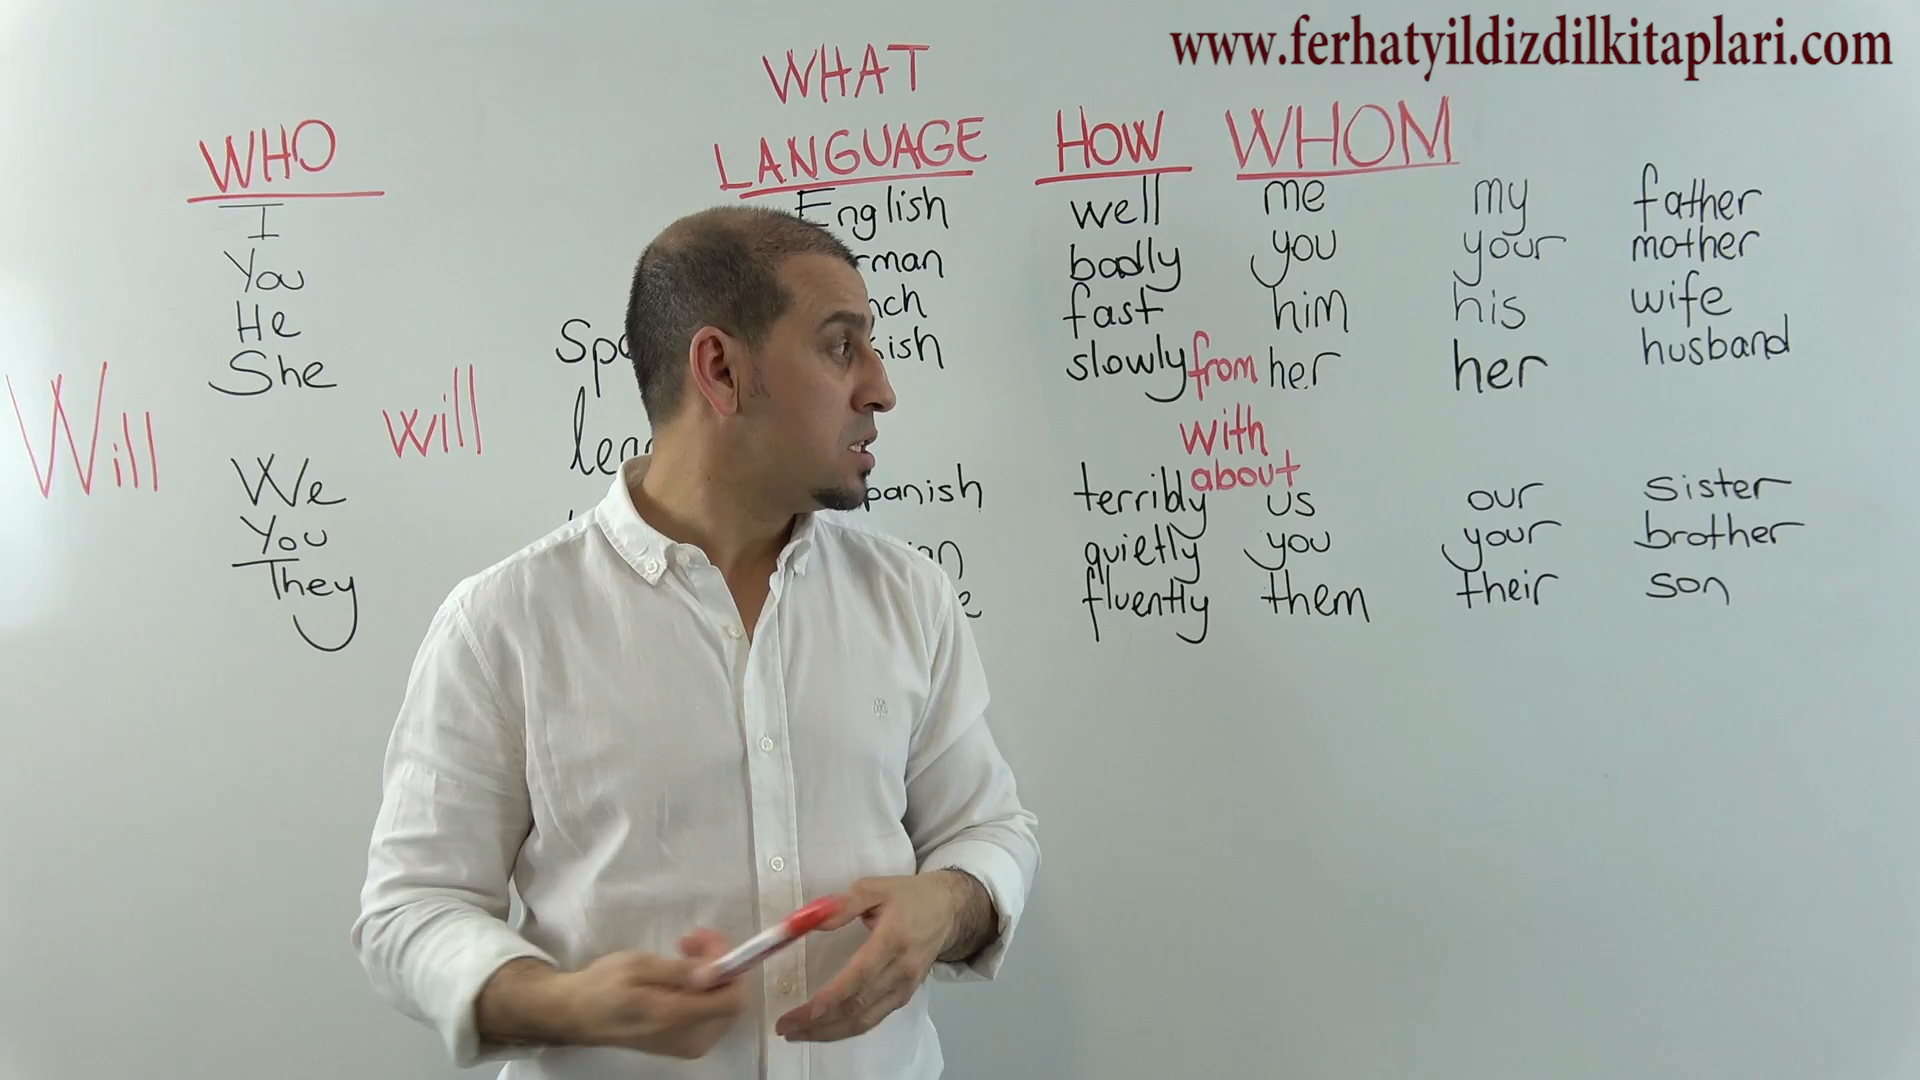 www.ferhatyildizdilkitaplari.com
WHAT
WHO LANGUAGE HOW WHOM
I English well me my father
You badly you your mother
He fast him his wife
She slowly from her her husband
Will will with
about
We terribly us our sister
You quietly you your brother
They fluently them their son